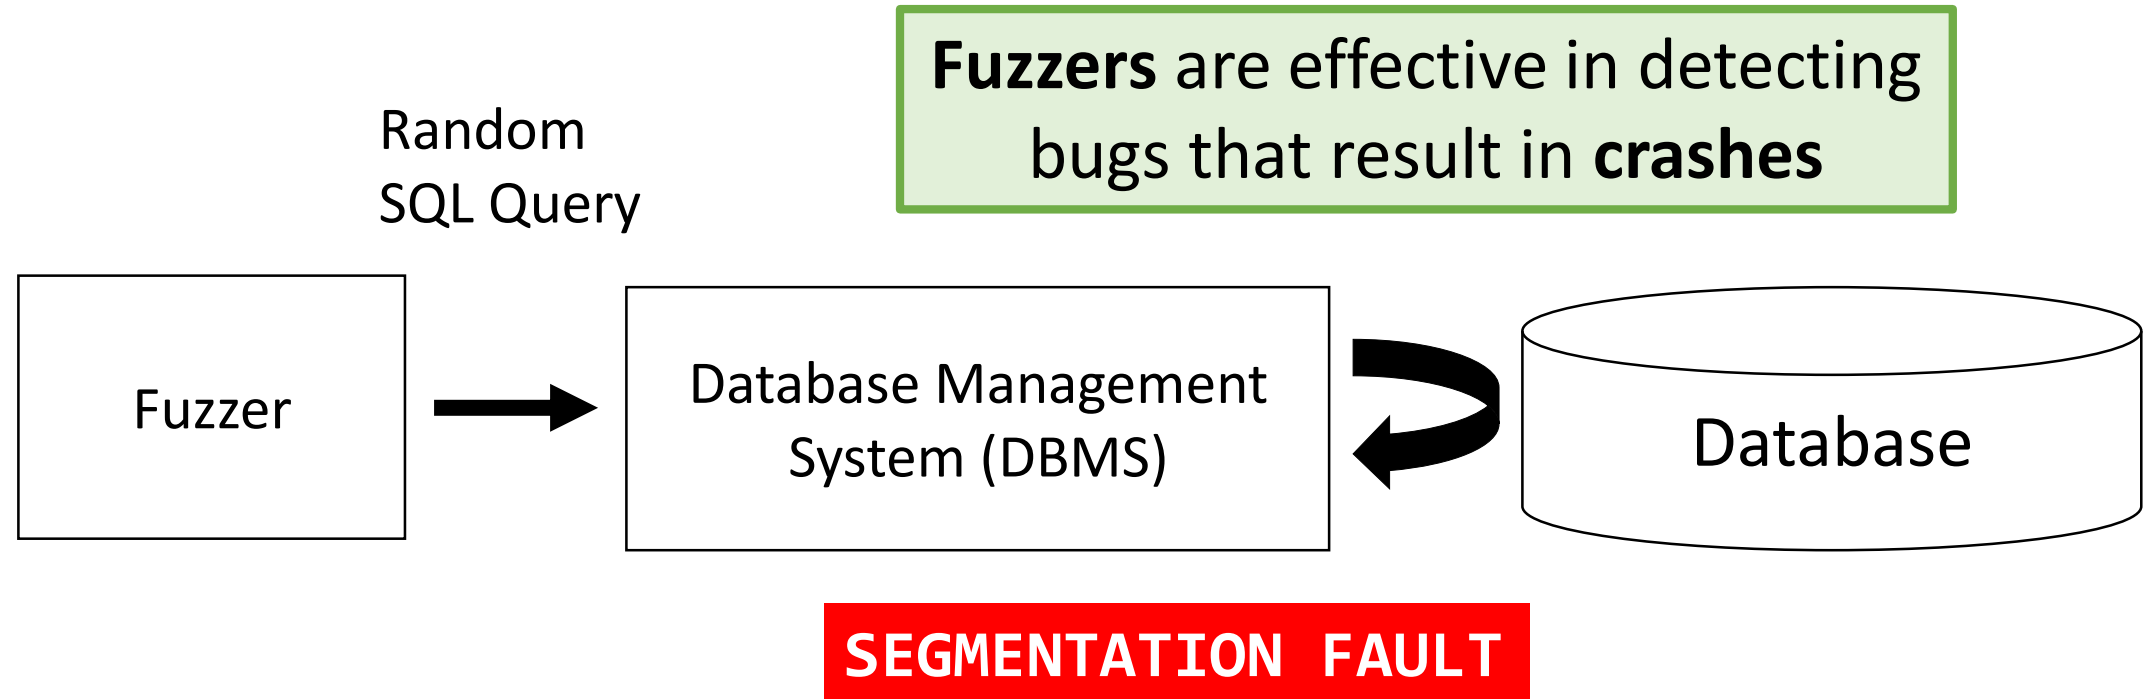 Fuzzers are effective in detecting
bugs that result in crashes
Random
SQL Query
Fuzzer
Database Management
System (DBMS)
Database
SEGMENTATION FAULT